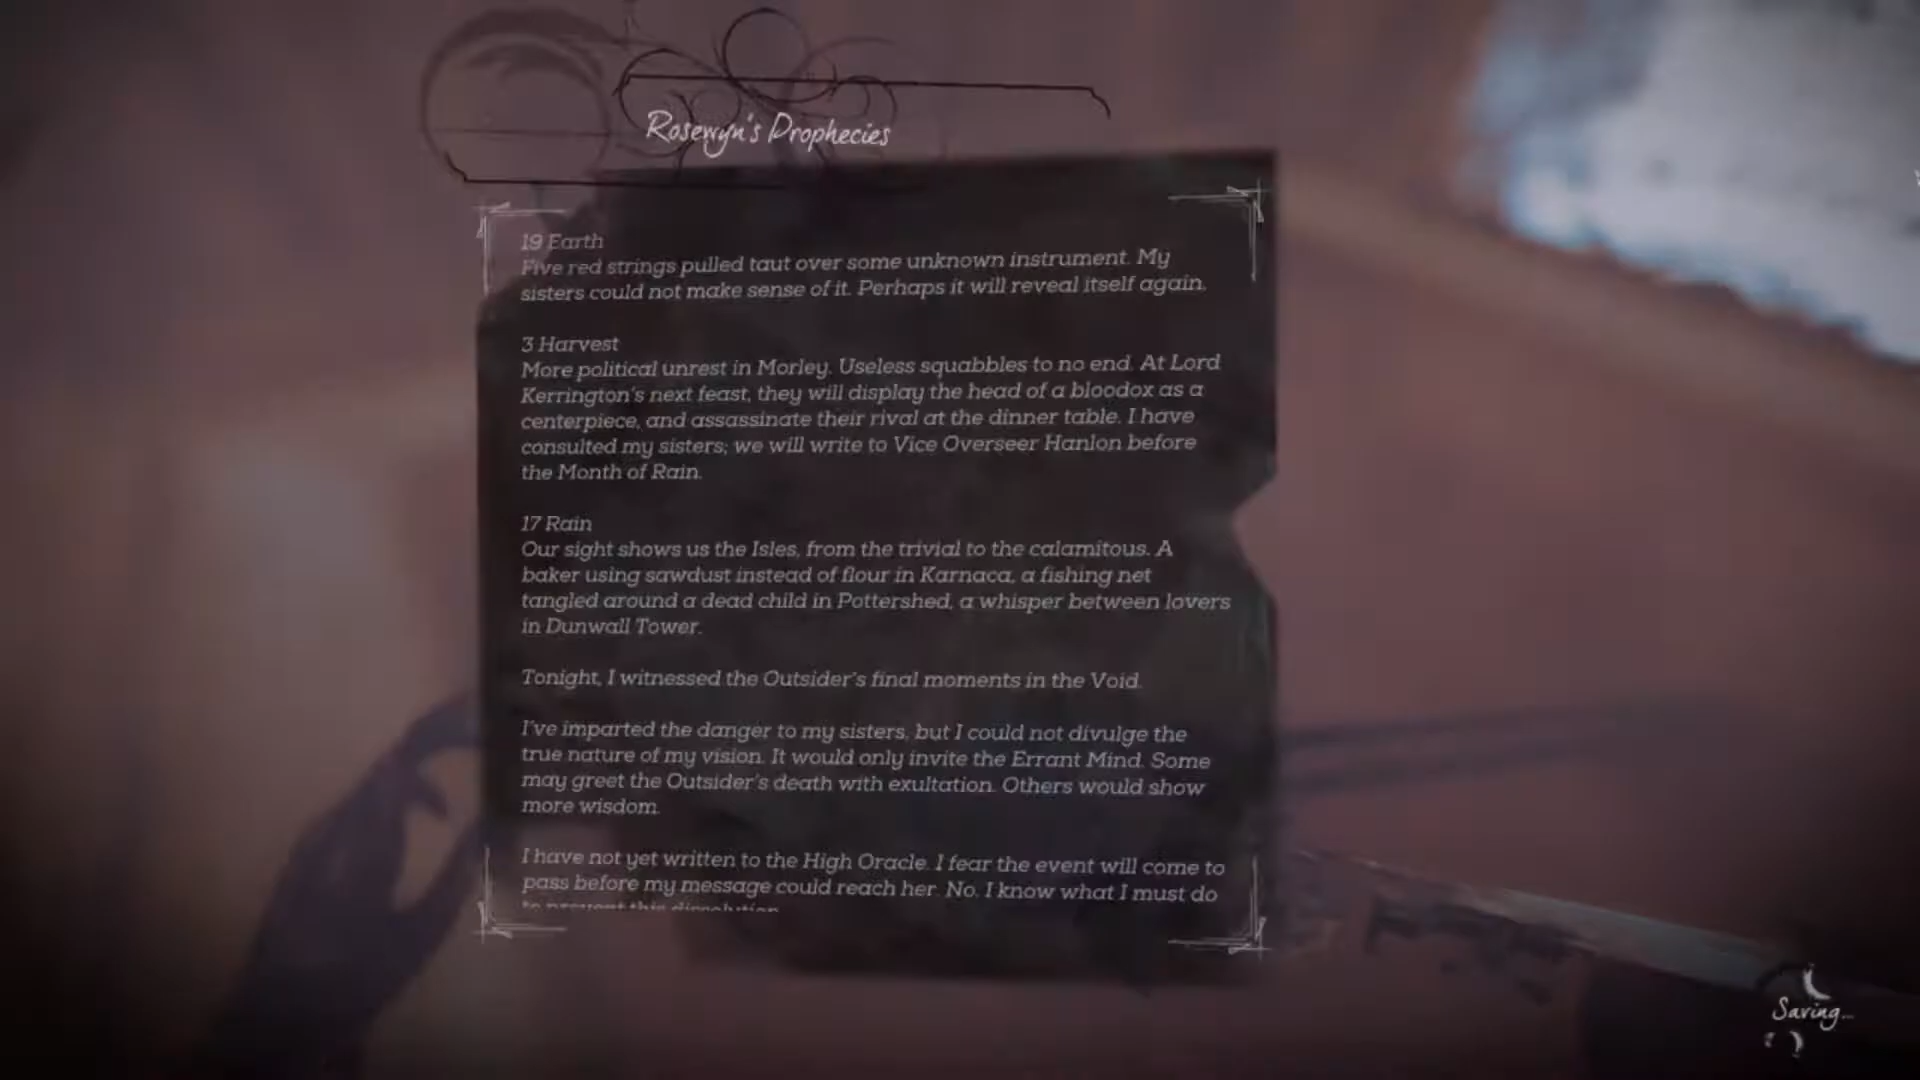 Rosewyn's Prophecies
19 Earth
Five red strings pulled taut over some unknown instrument. My
sisters could not make sense of it. Perhaps it will reveal itself again.
3 Harvest
More political unrest in Morley. Useless squabbles to no end. At Lord
Kerrington's next feast, they will display the head of a bloodox as a
centerpiece, and assassinate their rival at the dinner table. I have
consulted my sisters; we will write to Vice Overseer Hanlon before
the Month of Rain.
17 Rain
Our sight shows us the Isles, from the trivial to the calamitous. A
baker using sawdust instead of flour in Karnaca, a fishing net
tangled around a dead child in Pottershed, a whisper between lovers
in Dunwall Tower.
Tonight, I witnessed the Outsider's final moments in the Void.
I've imparted the danger to my sisters, but I could not divulge the
true nature of my vision. It would only invite the Errant Mind. Some
may greet the Outsider's death with exultation. Others would show
more wisdom.
I have not yet written to the High Oracle. I fear the event will come to
pass before my message could reach her. No. I know what I must do
to prevent this dissolution
Saving...